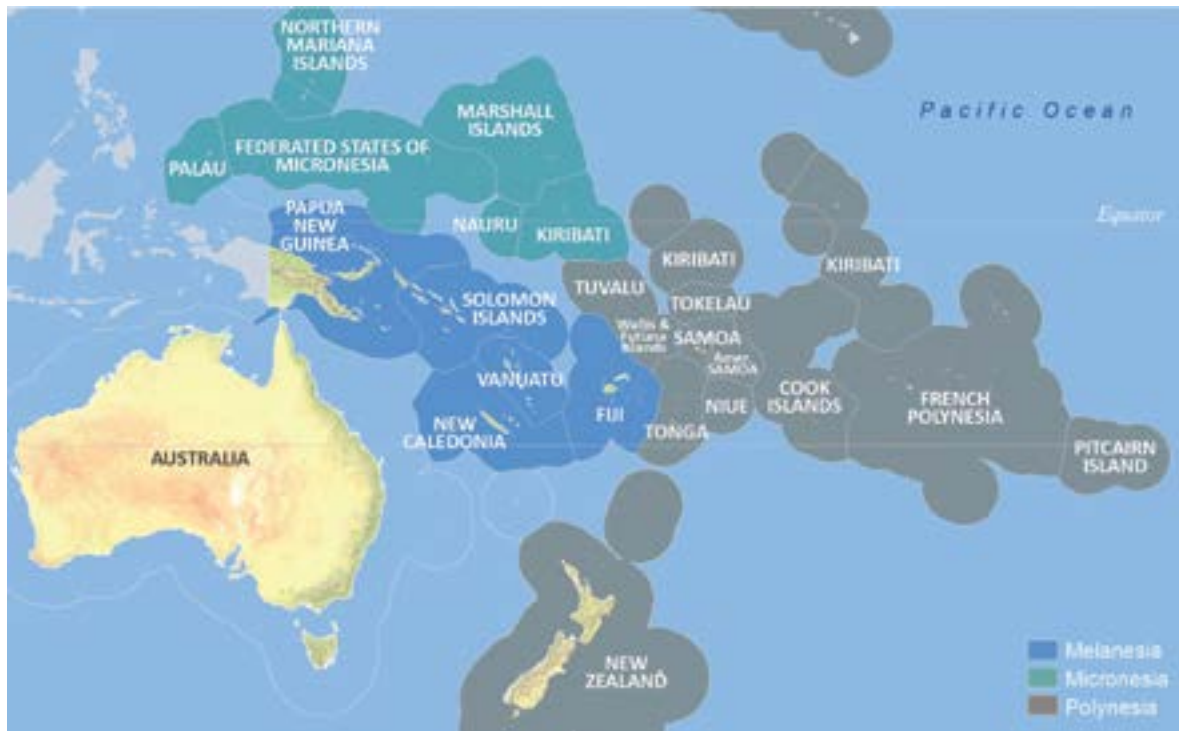 NORTHERN
MARIANA
ISLANDS
MARSHALL
ISLANDS
Pacific Ocean
PALAU
FEDERATED STATES OF
MICRONESIA
PAPUA
NEW
GUINEA
NAURU
KIRIBATI
Equator
KIRIBATI
KIRIBATI
TUVALU
TOKELAU
SOLOMON
ISLANDS
Wallis &
Futuna
Islands
SAMOA
Amer
SAMOA
VANUATU
FIJI
NIUE
COOK
ISLANDS
FRENCH
POLYNESIA
NEW
CALEDONIA
TONGA
PITCAIRN
ISLAND
AUSTRALIA
NEW
ZEALAND
Melanesia
Micronesia
Polynesia